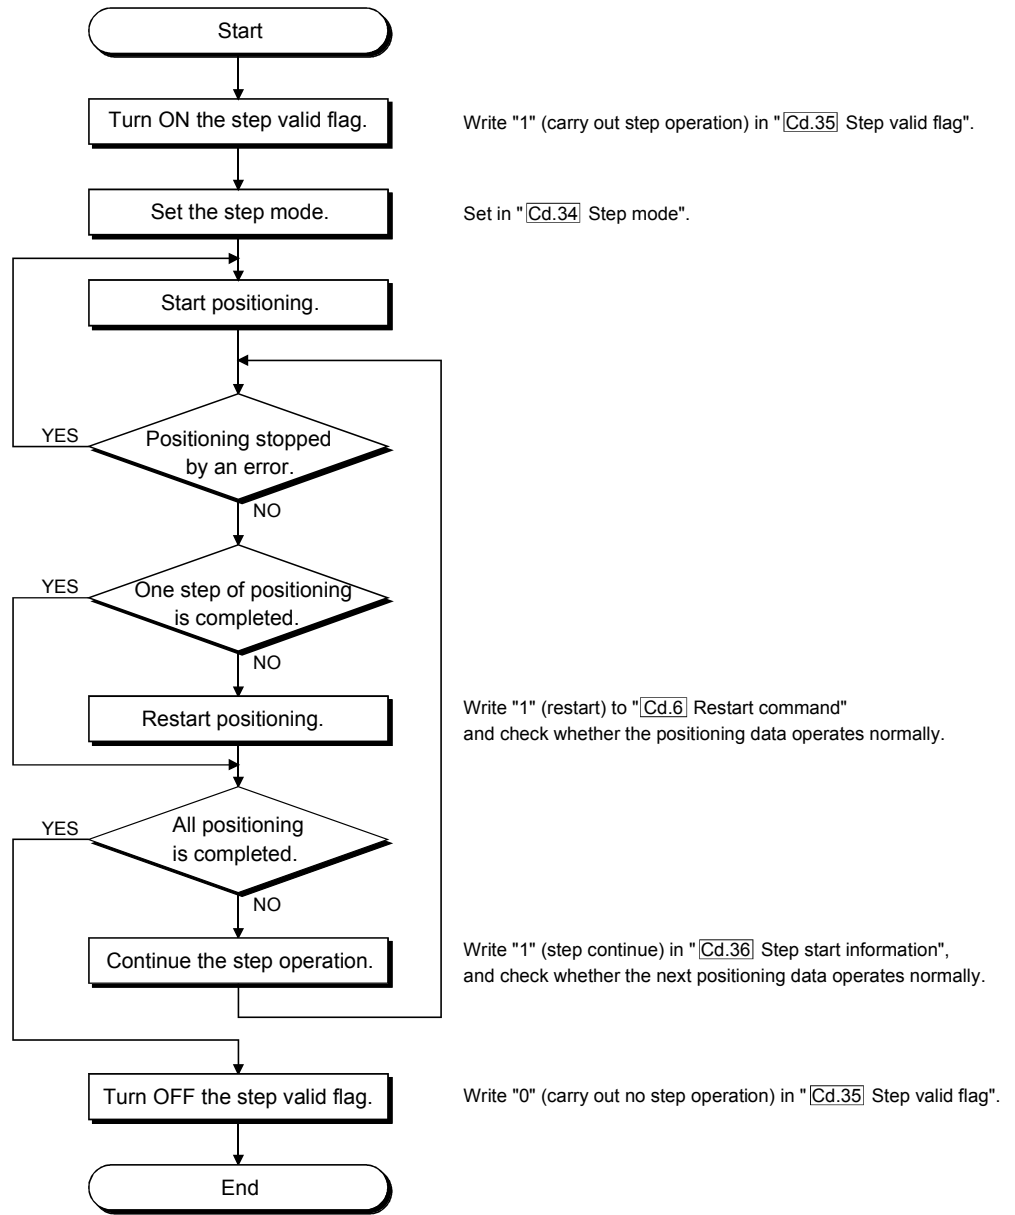 Start
Turn ON the step valid flag.
Write "1" (carry out step operation) in "Cd.35 Step valid flag".
Set the step mode.
Set in "Cd.34 Step mode".
Start positioning.
YES
Positioning stopped
by an error.
NO
YES
One step of positioning
is completed.
NO
Restart positioning.
Write "1" (restart) to "Cd.6 Restart command"
and check whether the positioning data operates normally.
YES
All positioning
is completed.
NO
Continue the step operation.
Write "1" (step continue) in "Cd.36 Step start information",
and check whether the next positioning data operates normally.
Turn OFF the step valid flag.
Write "0" (carry out no step operation) in "Cd.35 Step valid flag".
End